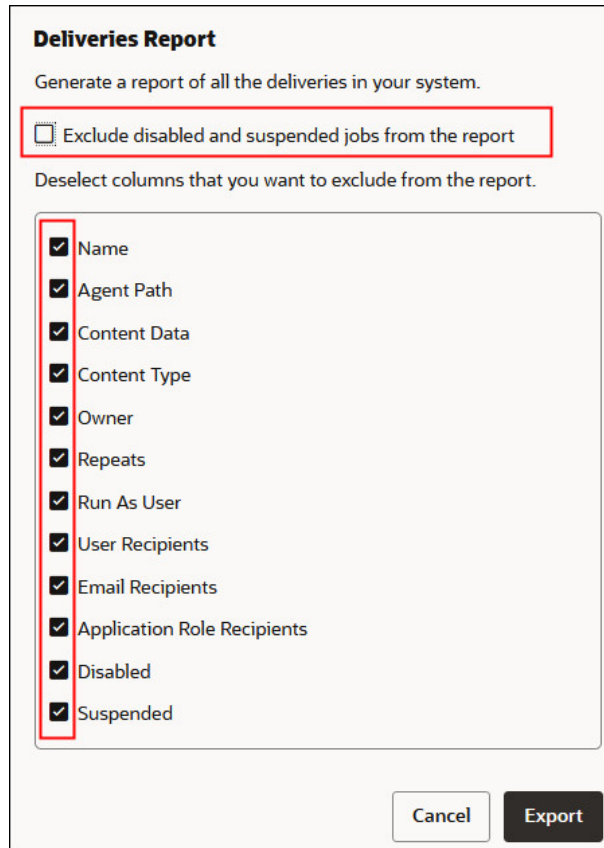 Deliveries Report
Generate a report of all the deliveries in your system.
Exclude disabled and suspended jobs from the report
Deselect columns that you want to exclude from the report.
Name
Agent Path
Content Data
Content Type
Owner
Repeats
Run As User
User Recipients
Email Recipients
Application Role Recipients
Disabled
Suspended
Cancel
Export